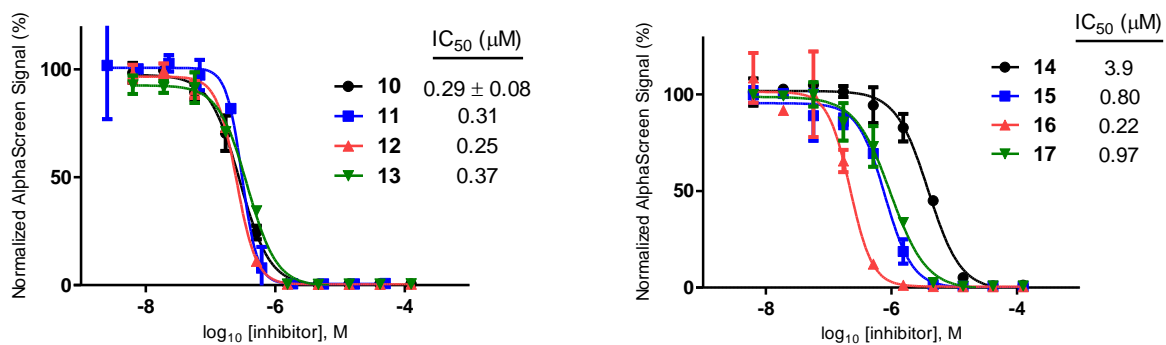 IC50 (μM)
10 0.29 ± 0.08
11 0.31
12 0.25
13 0.37
100
50
0
-8 -6 -4
log10 [inhibitor], M
Normalized AlphaScreen Signal (%)
IC50 (μM)
14 3.9
15 0.80
16 0.22
17 0.97
100
50
0
-8 -6 -4
log10 [inhibitor], M
Normalized AlphaScreen Signal (%)